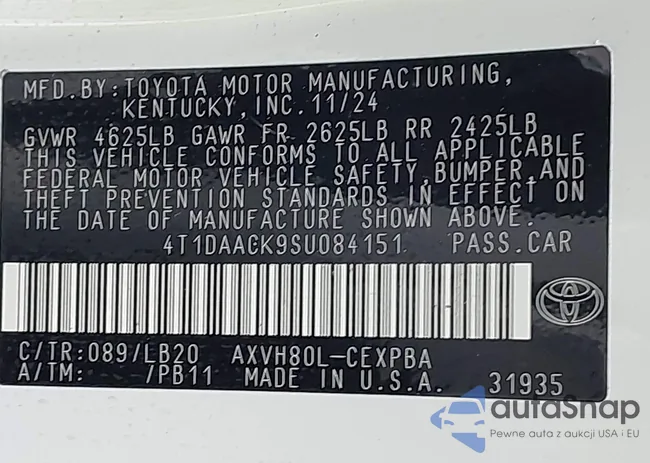 MFD.BY:TOYOTA MOTOR MANUFACTURING,
KENTUCKY,INC.11/24
GVWR 4625LB GAWR FR 2625LB RR 2425LB
THIS VEHICLE CONFORMS TO ALL APPLICABLE
FEDERAL MOTOR VEHICLE SAFETY,BUMPER,AND
THEFT PREVENTION STANDARDS IN EFFECT ON
THE DATE OF MANUFACTURE SHOWN ABOVE.
4T1DAACK9SU084151 PASS.CAR
C/TR:089/LB20 AXVH80L-CEXPBA
A/TM: /PB11 MADE IN U.S.A. 31935
autaSnap
Pewne auta z aukcji USA i EU